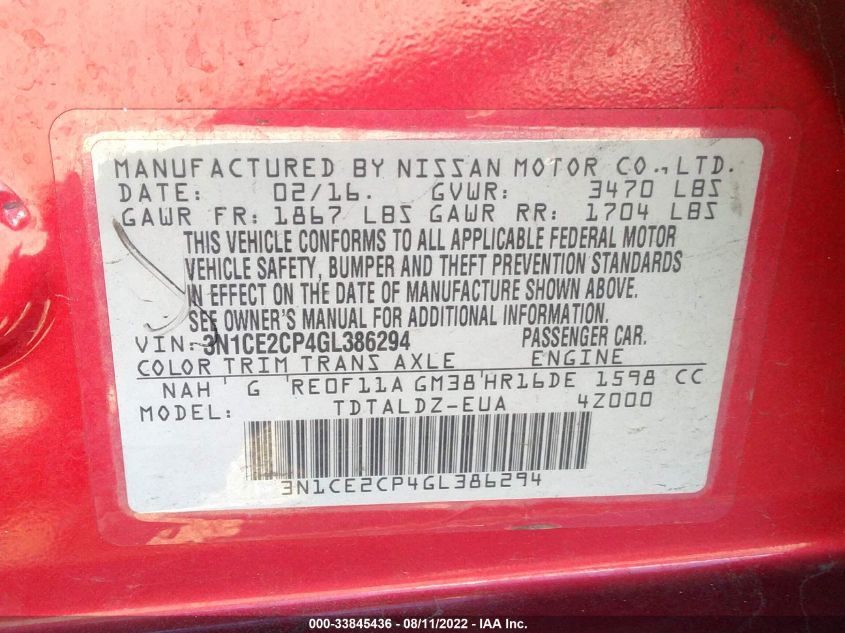 MANUFACTURED BY NISSAN MOTOR CO., LTD.
DATE: 02/16. GVWR: 3470 LBS
GAWR FR: 1867 LBS GAWR RR: 1704 LBS
THIS VEHICLE CONFORMS TO ALL APPLICABLE FEDERAL MOTOR
VEHICLE SAFETY, BUMPER AND THEFT PREVENTION STANDARDS
IN EFFECT ON THE DATE OF MANUFACTURE SHOWN ABOVE.
SEE OWNER'S MANUAL FOR ADDITIONAL INFORMATION.
VIN: 3N1CE2CP4GL386294 PASSENGER CAR.
COLOR TRIM TRANS AXLE ENGINE
NAH G RE0F11A GM38 HR16DE 1598 CC
MODEL: TDTALDZ-EUA 4Z000
3N1CE2CP4GL386294
000-33845436 - 08/11/2022 - IAA Inc.